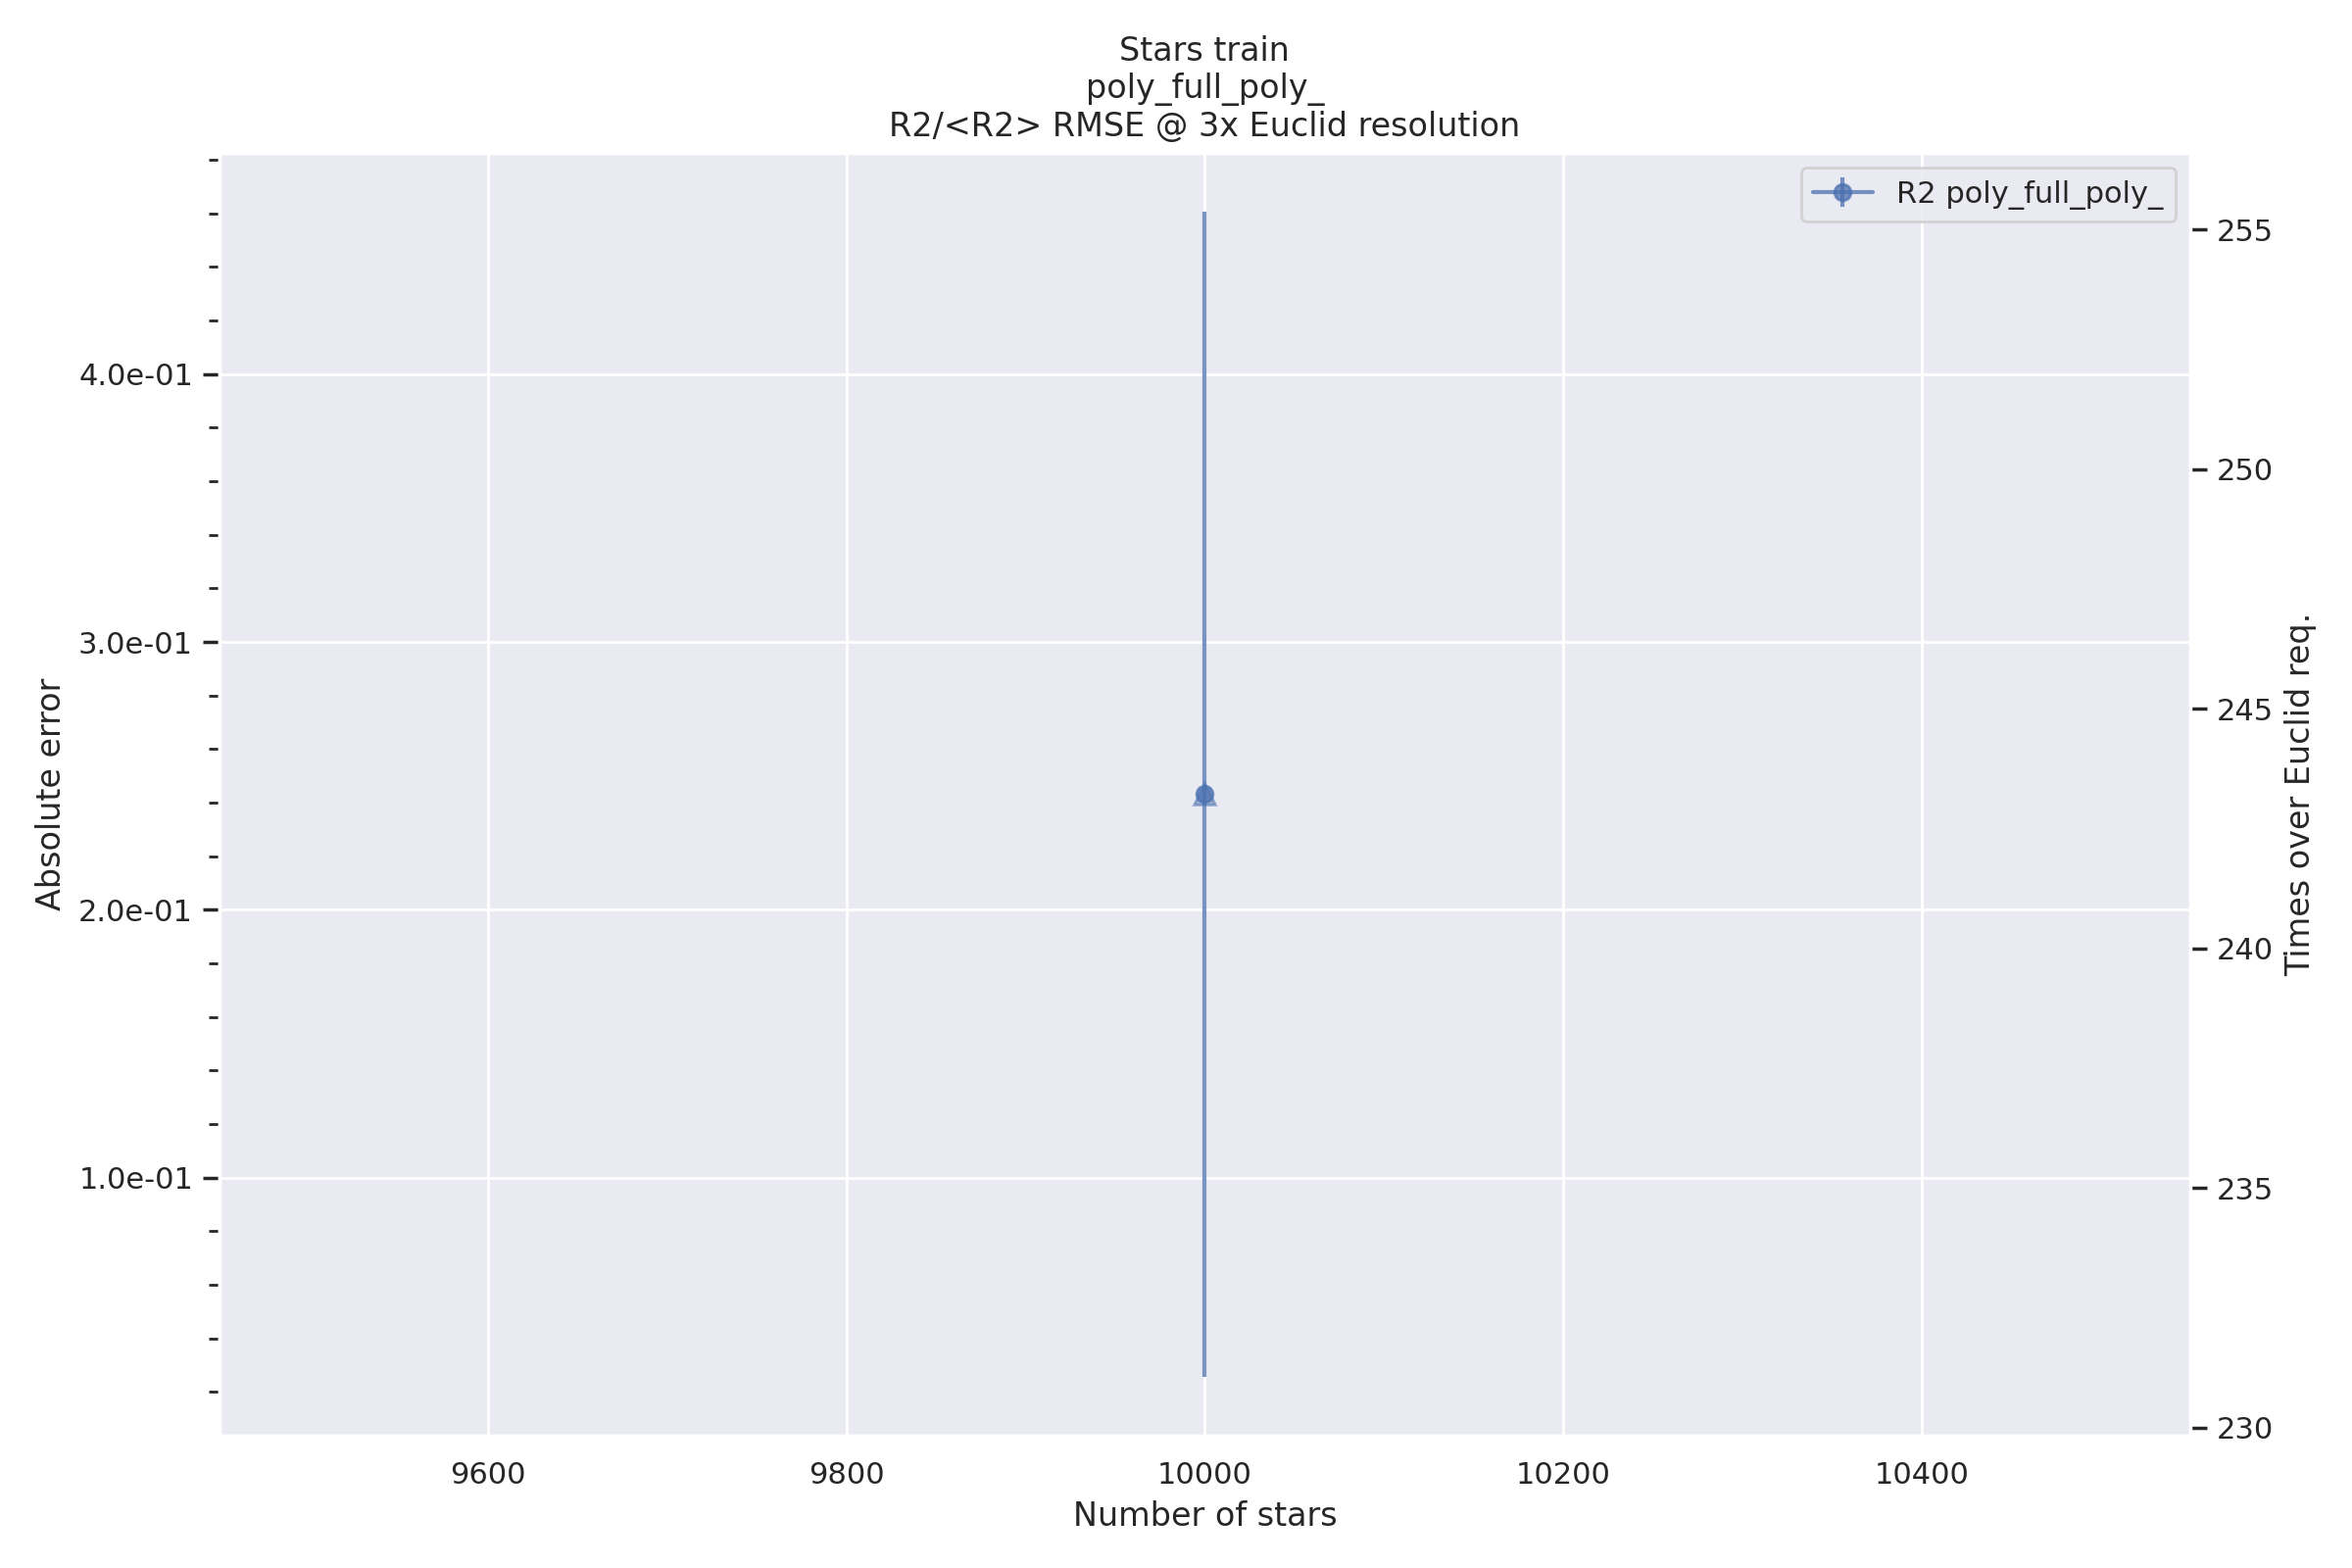 Stars train
poly_full_poly_
R2/<R2> RMSE @ 3x Euclid resolution
R2 poly_full_poly_
Absolute error
4.0e-01
3.0e-01
2.0e-01
1.0e-01
255
250
245
240
235
230
Times over Euclid req.
9600
9800
10000
10200
10400
Number of stars